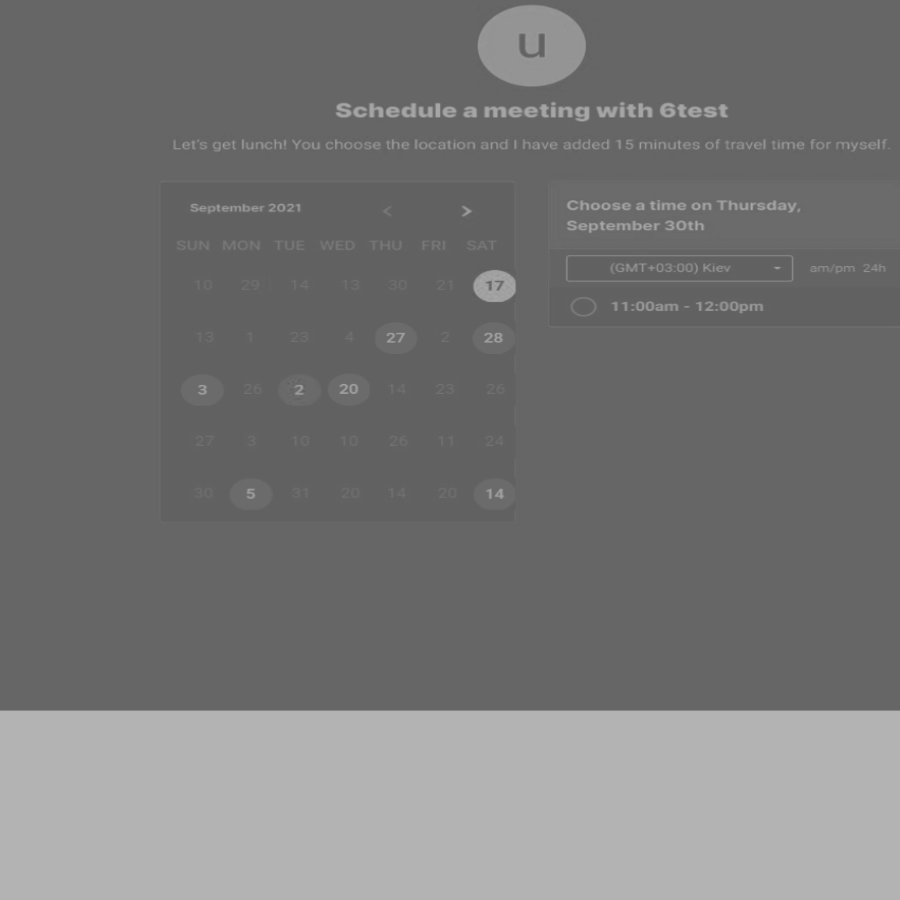 u
Schedule a meeting with 6test
Let's get lunch! You choose the location and I have added 15 minutes of travel time for myself.
September 2021 < >
SUN MON TUE WED THU FRI SAT
10 29 14 13 30 21 17
13 1 23 4 27 2 28
3 26 2 20 14 23 26
27 3 10 10 26 11 24
30 5 31 20 14 20 14
Choose a time on Thursday,
September 30th
(GMT+03:00) Kiev am/pm 24h
11:00am - 12:00pm